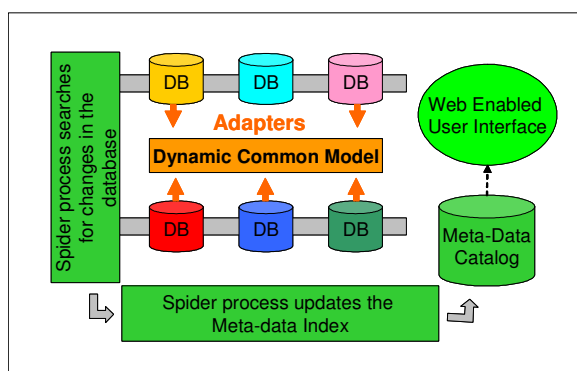 Spider process searches
for changes in the
database
DB
DB
DB
Adapters
Dynamic Common Model
DB
DB
DB
Web Enabled
User Interface
Meta-Data
Catalog
Spider process updates the
Meta-data Index